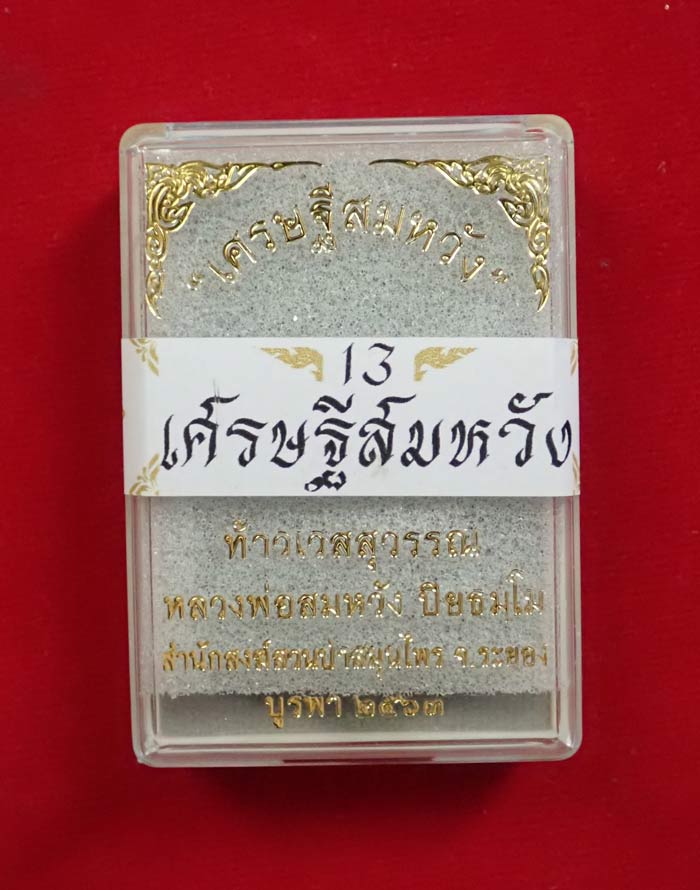 "เศรษฐีสมหวัง"
13
เศรษฐีสมหวัง
ท้าวเวสสุวรรณ
หลวงพ่อสมหวัง ปิยธมฺโม
สำนักสงฆ์สวนป่าสมุนไพร จ.ระยอง
บูรพา ๒๕๖๓